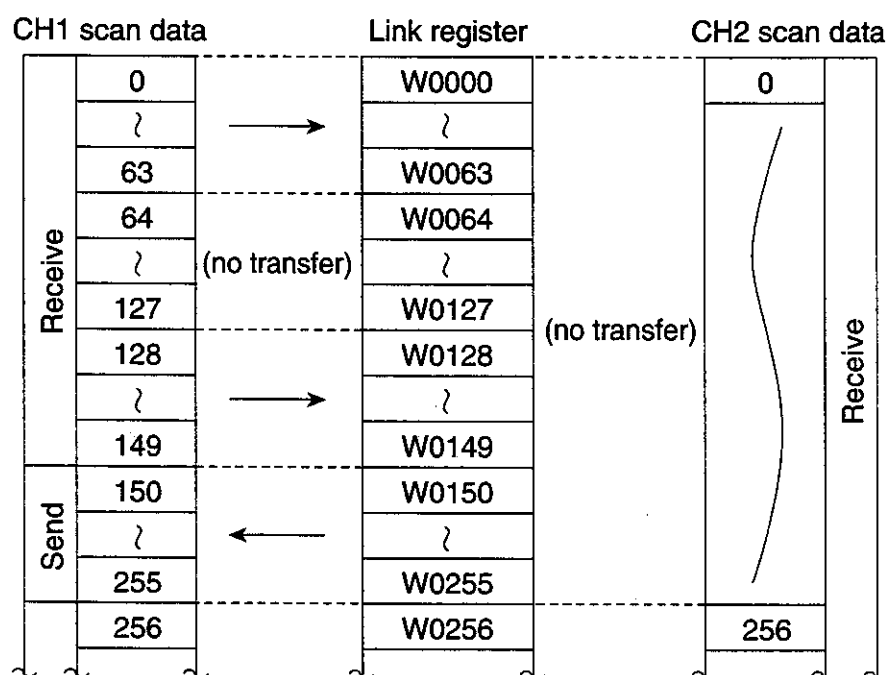 CH1 scan data Link register CH2 scan data
0 W0000 0
≀ ≀
63 W0063
64 W0064
≀ (no transfer) ≀
127 W0127
(no transfer)
128 W0128
≀ ≀
149 W0149
150 W0150
≀ ≀
255 W0255
256 W0256 256
Receive
Send
Receive